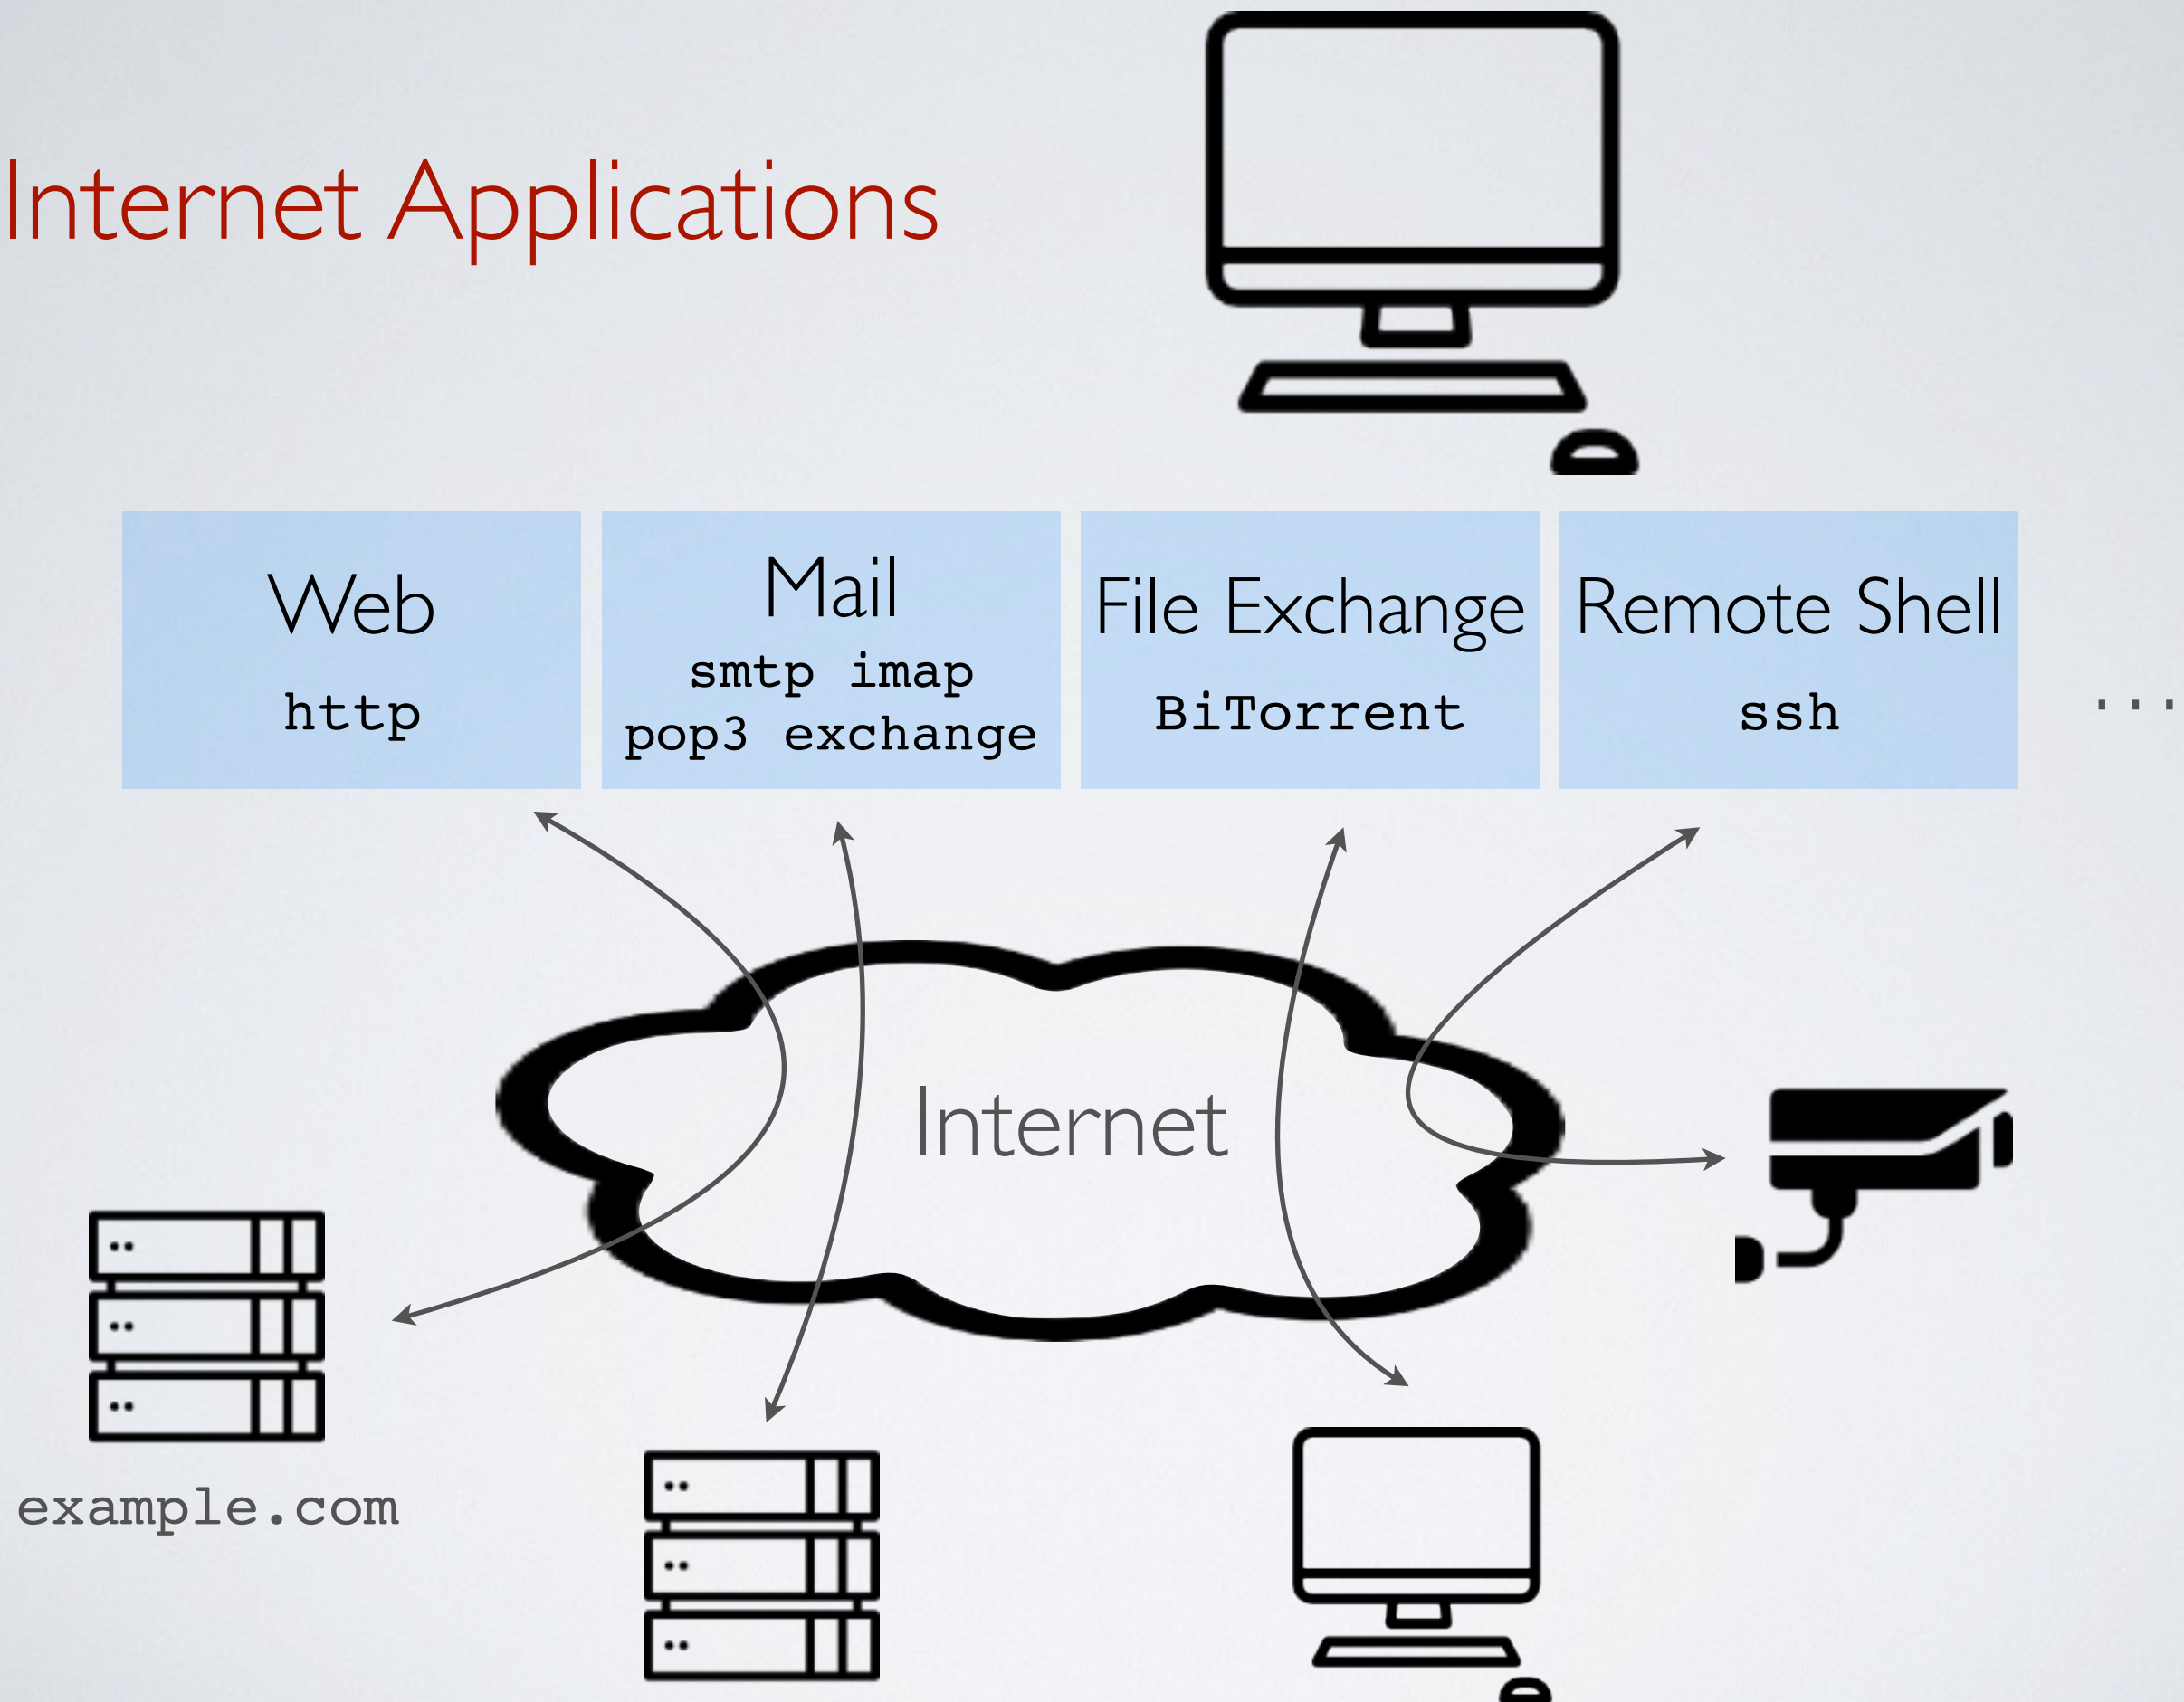 Internet Applications
Web
http
Mail
smtp imap
pop3 exchange
File Exchange
BiTorrent
Remote Shell
ssh
...
Internet
example.com